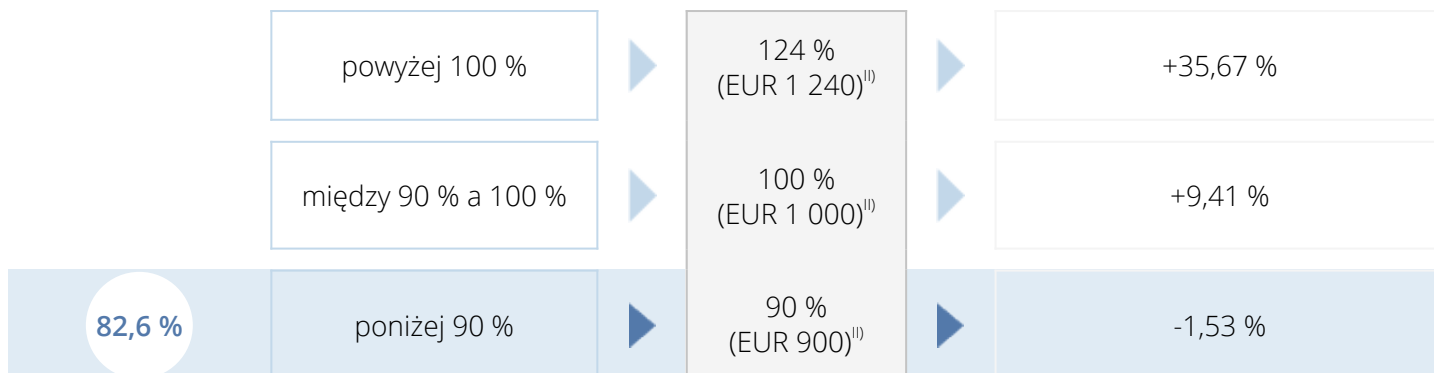 powyżej 100 %
124 %
(EUR 1 240)II)
+35,67 %
między 90 % a 100 %
100 %
(EUR 1 000)II)
+9,41 %
82,6 %
poniżej 90 %
90 %
(EUR 900)II)
-1,53 %